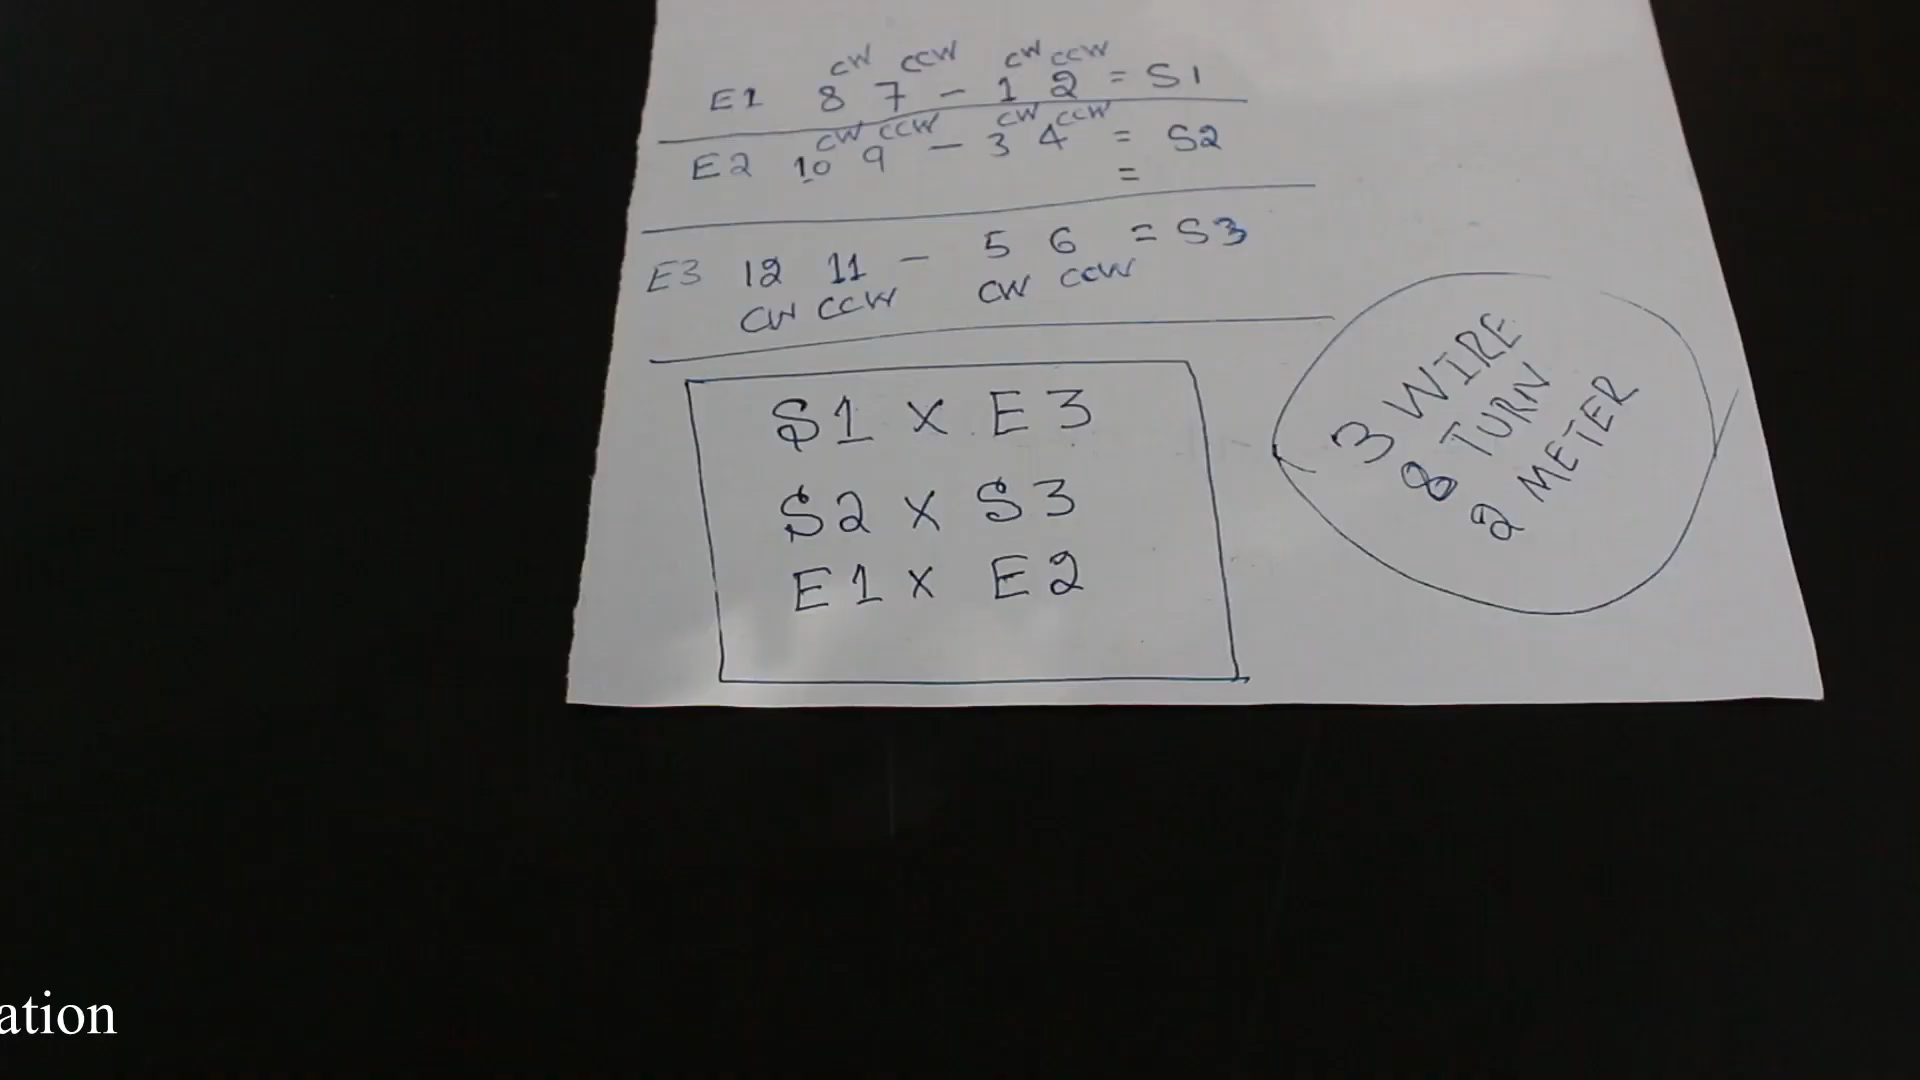 CW CCW CW CCW
E1 8 7 - 1 2 = S1
CW CCW CW CCW
E2 10 9 - 3 4 = S2
=
E3 12 11 - 5 6 = S3
CW CCW CW CCW
S1 X E3
S2 X S3
E1 X E2
3 WIRE
8 TURN
2 METER
ation